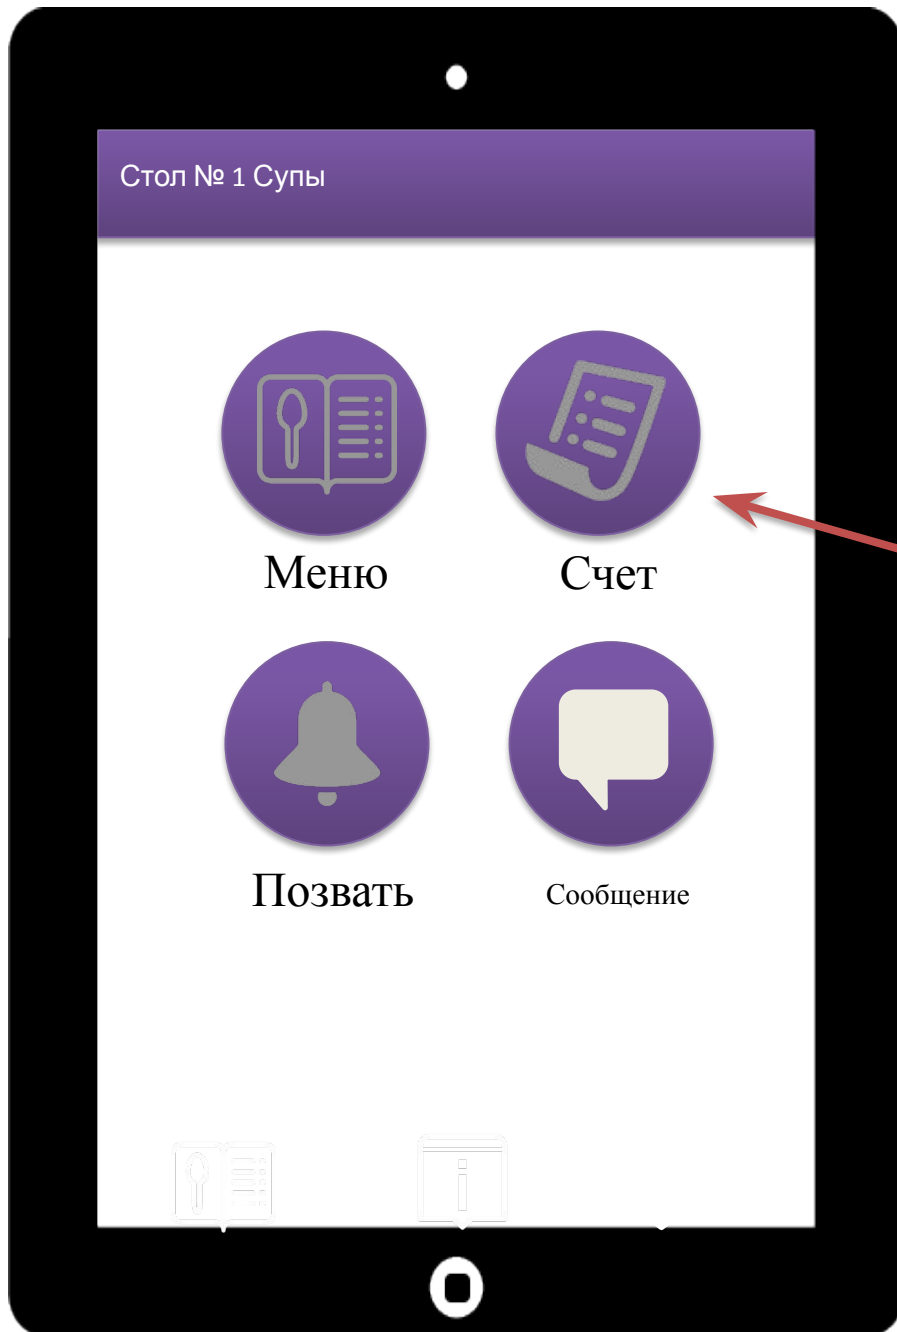 Стол № 1 Супы
Меню
Счет
Позвать
Сообщение
i